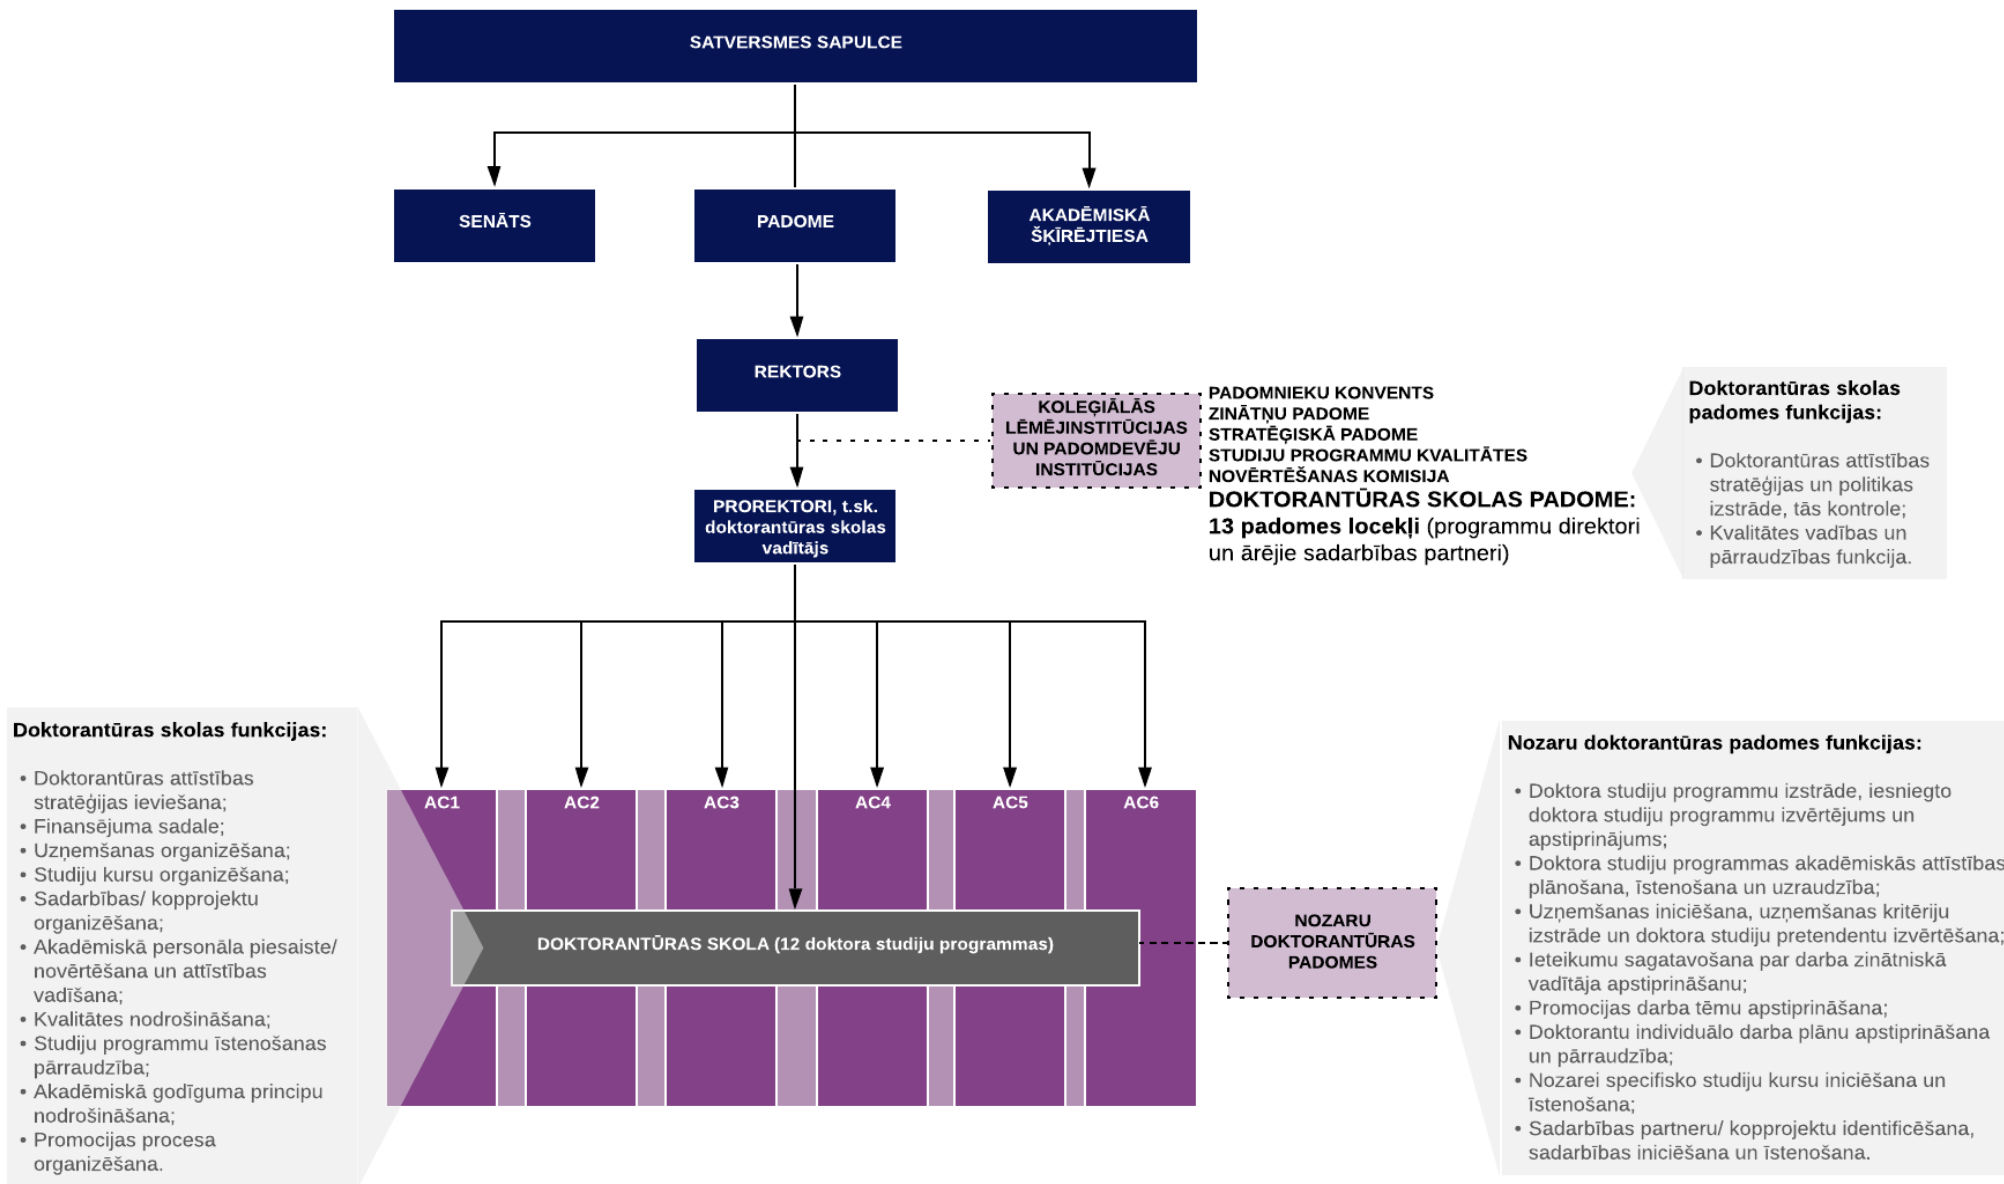 SATVERSMES SAPULCE
SENĀTS
PADOME
AKADĒMISKĀ
ŠĶĪRĒJTIESA
REKTORS
KOLEĢIĀLĀS
LĒMĒJINSTITŪCIJAS
UN PADOMDEVĒJU
INSTITŪCIJAS
PADOMNIEKU KONVENTS
ZINĀTŅU PADOME
STRATĒĢISKĀ PADOME
STUDIJU PROGRAMMU KVALITĀTES
NOVĒRTĒŠANAS KOMISIJA
DOKTORANTŪRAS SKOLAS PADOME:
13 padomes locekļi (programmu direktori
un ārējie sadarbības partneri)
Doktorantūras skolas
padomes funkcijas:
• Doktorantūras attīstības
stratēģijas un politikas
izstrāde, tās kontrole;
• Kvalitātes vadības un
pārraudzības funkcija.
PROREKTORI, t.sk.
doktorantūras skolas
vadītājs
Doktorantūras skolas funkcijas:
• Doktorantūras attīstības
stratēģijas ieviešana;
• Finansējuma sadale;
• Uzņemšanas organizēšana;
• Studiju kursu organizēšana;
• Sadarbības/ kopprojektu
organizēšana;
• Akadēmiskā personāla piesaiste/
novērtēšana un attīstības
vadīšana;
• Kvalitātes nodrošināšana;
• Studiju programmu īstenošanas
pārraudzība;
• Akadēmiskā godīguma principu
nodrošināšana;
• Promocijas procesa
organizēšana.
AC1
AC2
AC3
AC4
AC5
AC6
DOKTORANTŪRAS SKOLA (12 doktora studiju programmas)
NOZARU
DOKTORANTŪRAS
PADOMES
Nozaru doktorantūras padomes funkcijas:
• Doktora studiju programmu izstrāde, iesniegto
doktora studiju programmu izvērtējums un
apstiprinājums;
• Doktora studiju programmas akadēmiskās attīstības
plānošana, īstenošana un uzraudzība;
• Uzņemšanas iniciēšana, uzņemšanas kritēriju
izstrāde un doktora studiju pretendentu izvērtēšana;
• Ieteikumu sagatavošana par darba zinātniskā
vadītāja apstiprināšanu;
• Promocijas darba tēmu apstiprināšana;
• Doktorantu individuālo darba plānu apstiprināšana
un pārraudzība;
• Nozarei specifisko studiju kursu iniciēšana un
īstenošana;
• Sadarbības partneru/ kopprojektu identificēšana,
sadarbības iniciēšana un īstenošana.